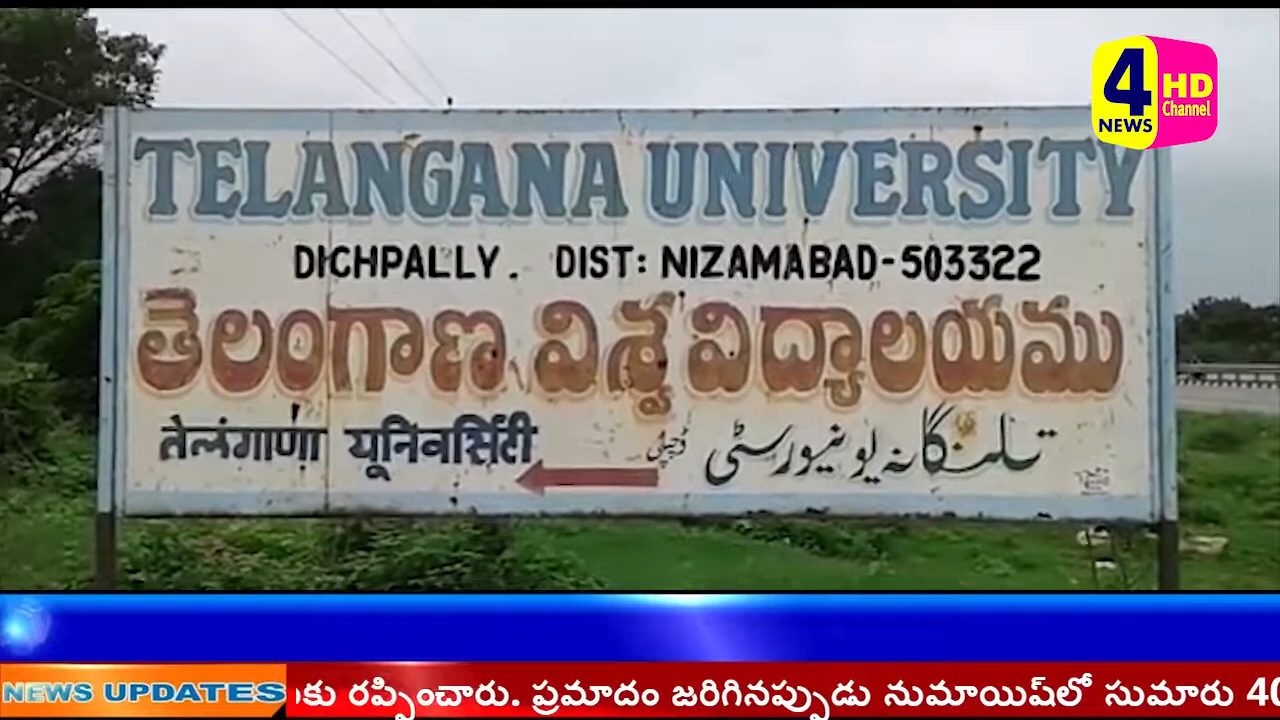 4 HD
NEWS Channel
TELANGANA UNIVERSITY
DICHPALLY. DIST: NIZAMABAD-503322
తెలంగాణ విశ్వవిద్యాలయము
तेलंगाणा यूनिवर्सिटी
تلنگانہ یونیورسٹی ڈچپلی
NEWS UPDATES
కు రప్పించారు. ప్రమాదం జరిగినప్పుడు నుమాయిష్‌లో సుమారు 40